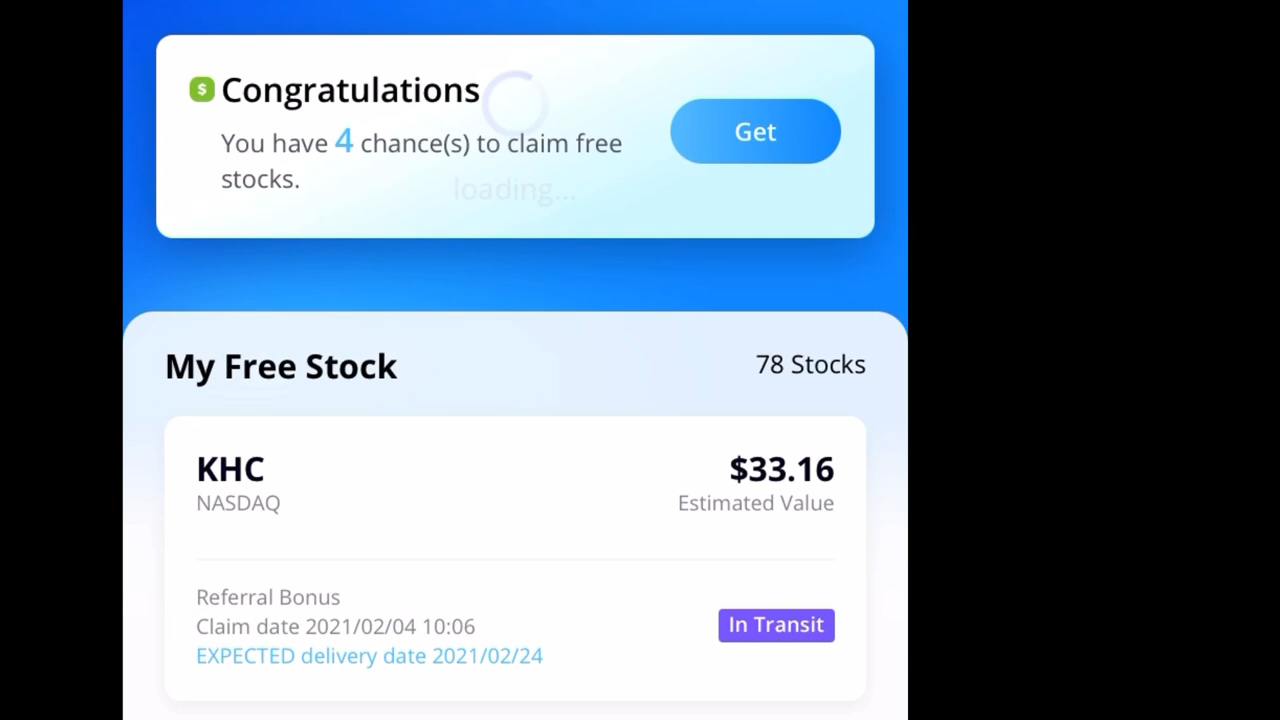 $ Congratulations
You have 4 chance(s) to claim free
stocks.
Get
loading...
My Free Stock
78 Stocks
KHC
$33.16
NASDAQ
Estimated Value
Referral Bonus
Claim date 2021/02/04 10:06
In Transit
EXPECTED delivery date 2021/02/24